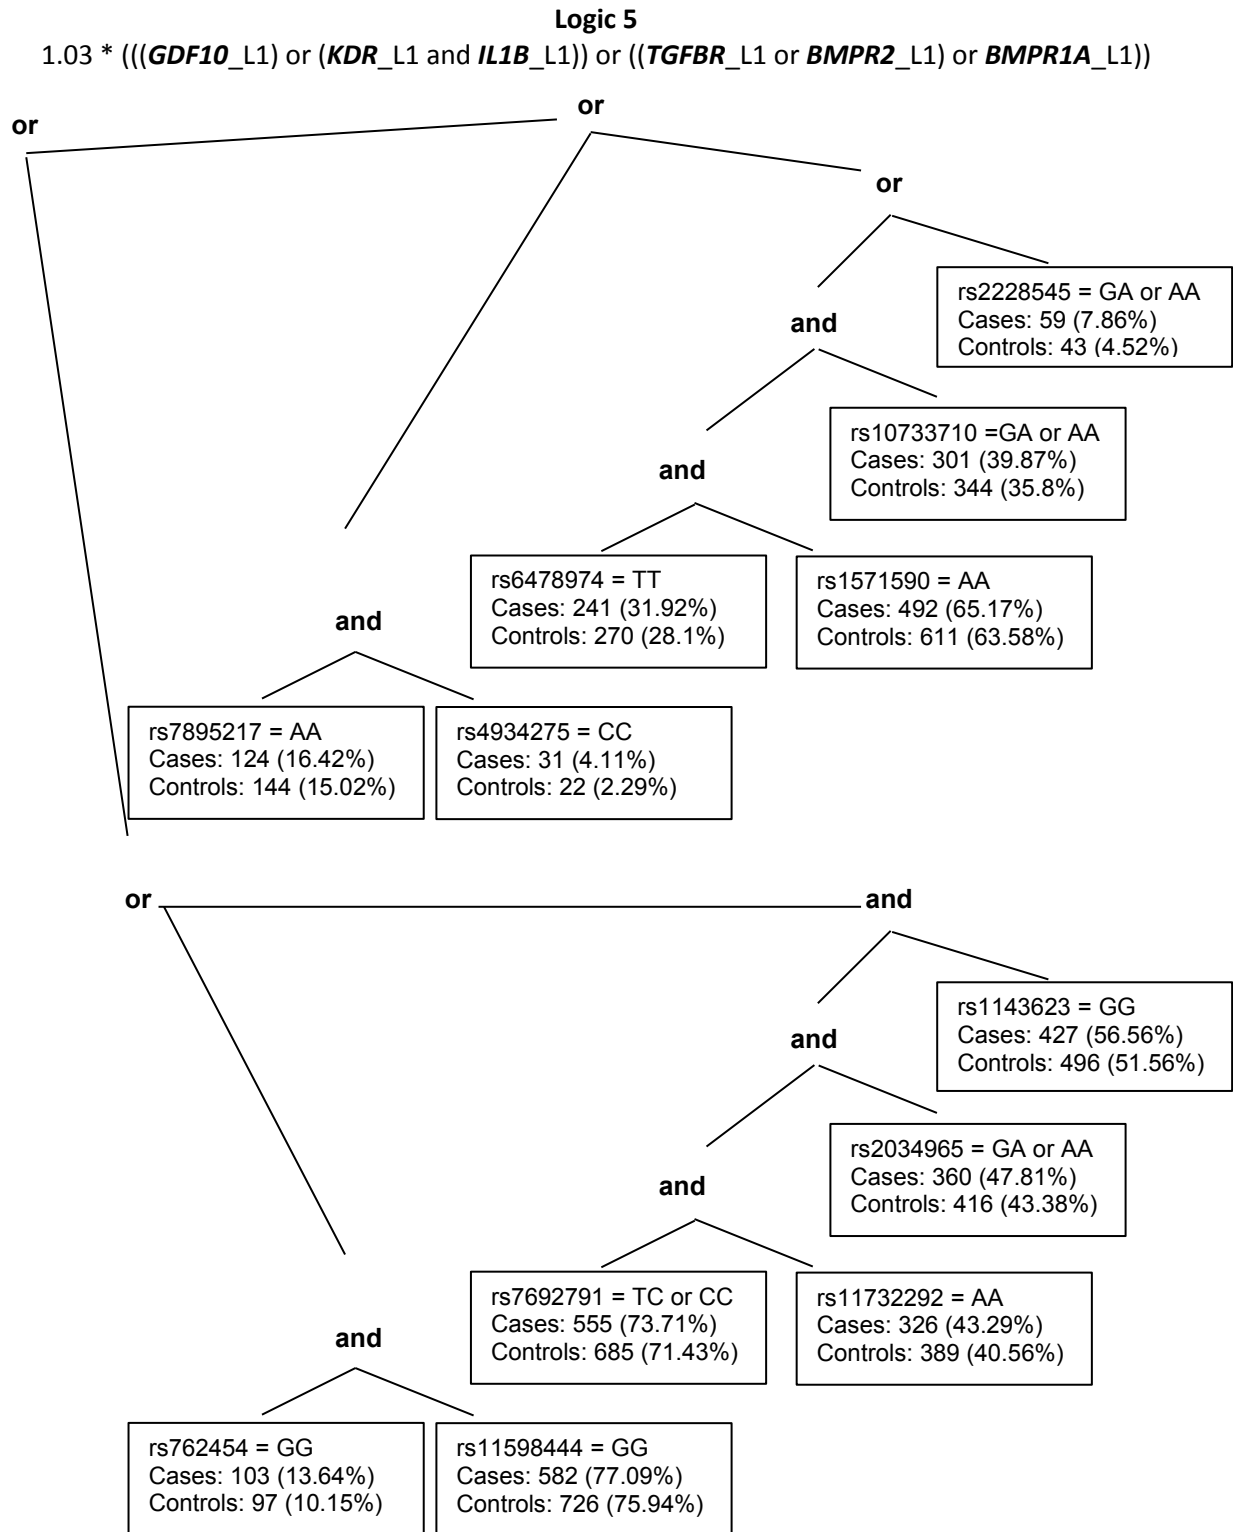 Logic 5
1.03 * (((GDF10_L1) or (KDR_L1 and IL1B_L1)) or ((TGFBR_L1 or BMPR2_L1) or BMPR1A_L1))
or
or
or
rs2228545 = GA or AA
Cases: 59 (7.86%)
Controls: 43 (4.52%)
and
rs10733710 =GA or AA
Cases: 301 (39.87%)
Controls: 344 (35.8%)
and
rs6478974 = TT
Cases: 241 (31.92%)
Controls: 270 (28.1%)
rs1571590 = AA
Cases: 492 (65.17%)
Controls: 611 (63.58%)
and
rs7895217 = AA
Cases: 124 (16.42%)
Controls: 144 (15.02%)
rs4934275 = CC
Cases: 31 (4.11%)
Controls: 22 (2.29%)
or
and
rs1143623 = GG
Cases: 427 (56.56%)
Controls: 496 (51.56%)
and
rs2034965 = GA or AA
Cases: 360 (47.81%)
Controls: 416 (43.38%)
and
rs7692791 = TC or CC
Cases: 555 (73.71%)
Controls: 685 (71.43%)
rs11732292 = AA
Cases: 326 (43.29%)
Controls: 389 (40.56%)
and
rs762454 = GG
Cases: 103 (13.64%)
Controls: 97 (10.15%)
rs11598444 = GG
Cases: 582 (77.09%)
Controls: 726 (75.94%)